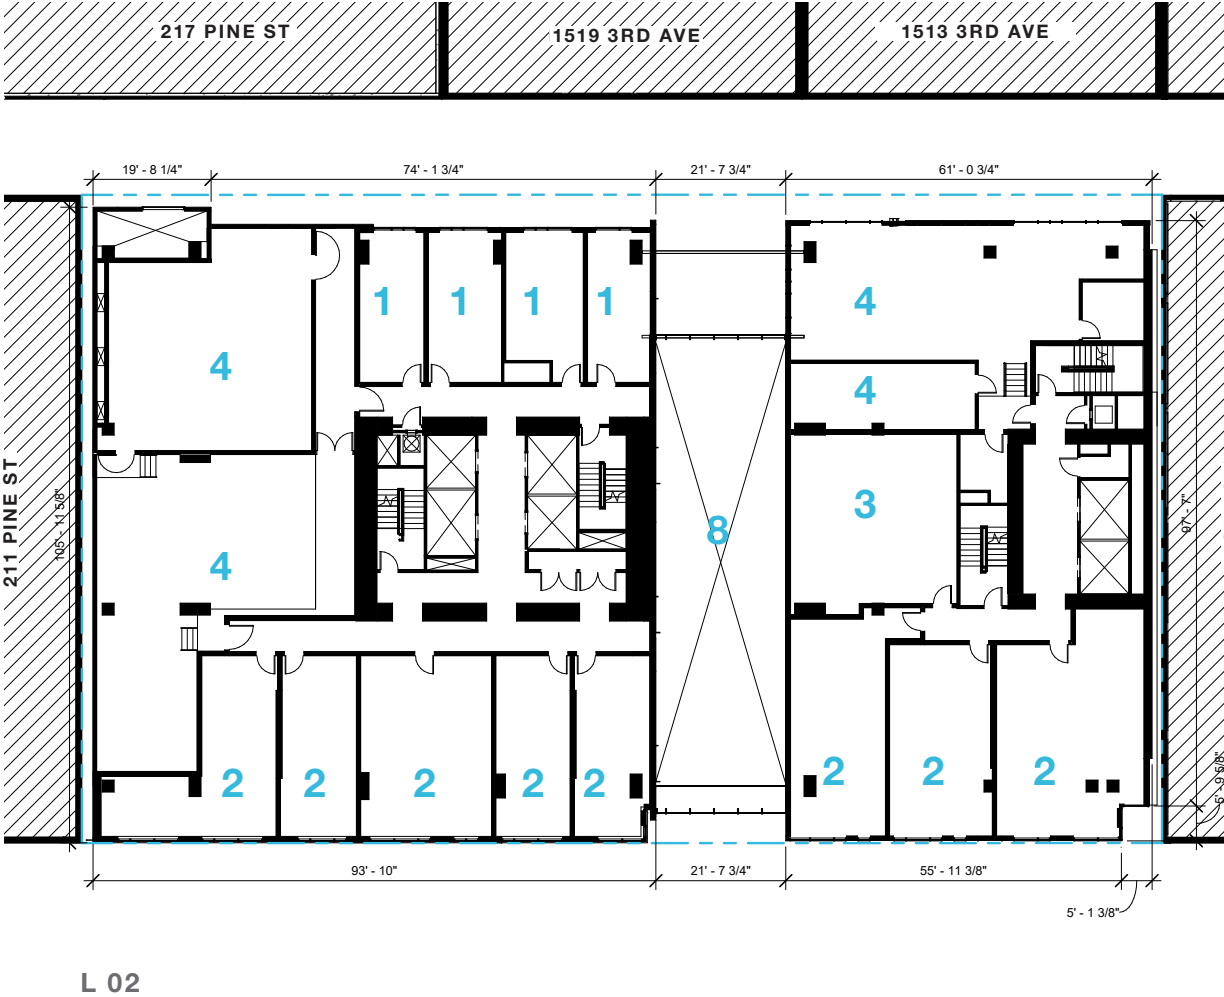 217 PINE ST
1519 3RD AVE
1513 3RD AVE
19' - 8 1/4"
74' - 1 3/4"
21' - 7 3/4"
61' - 0 3/4"
1
1
1
1
4
4
4
4
3
8
211 PINE ST
105' - 11 5/8"
97' - 7"
2
2
2
2
2
2
2
2
6' - 9 5/8"
93' - 10"
21' - 7 3/4"
55' - 11 3/8"
5' - 1 3/8"
L 02